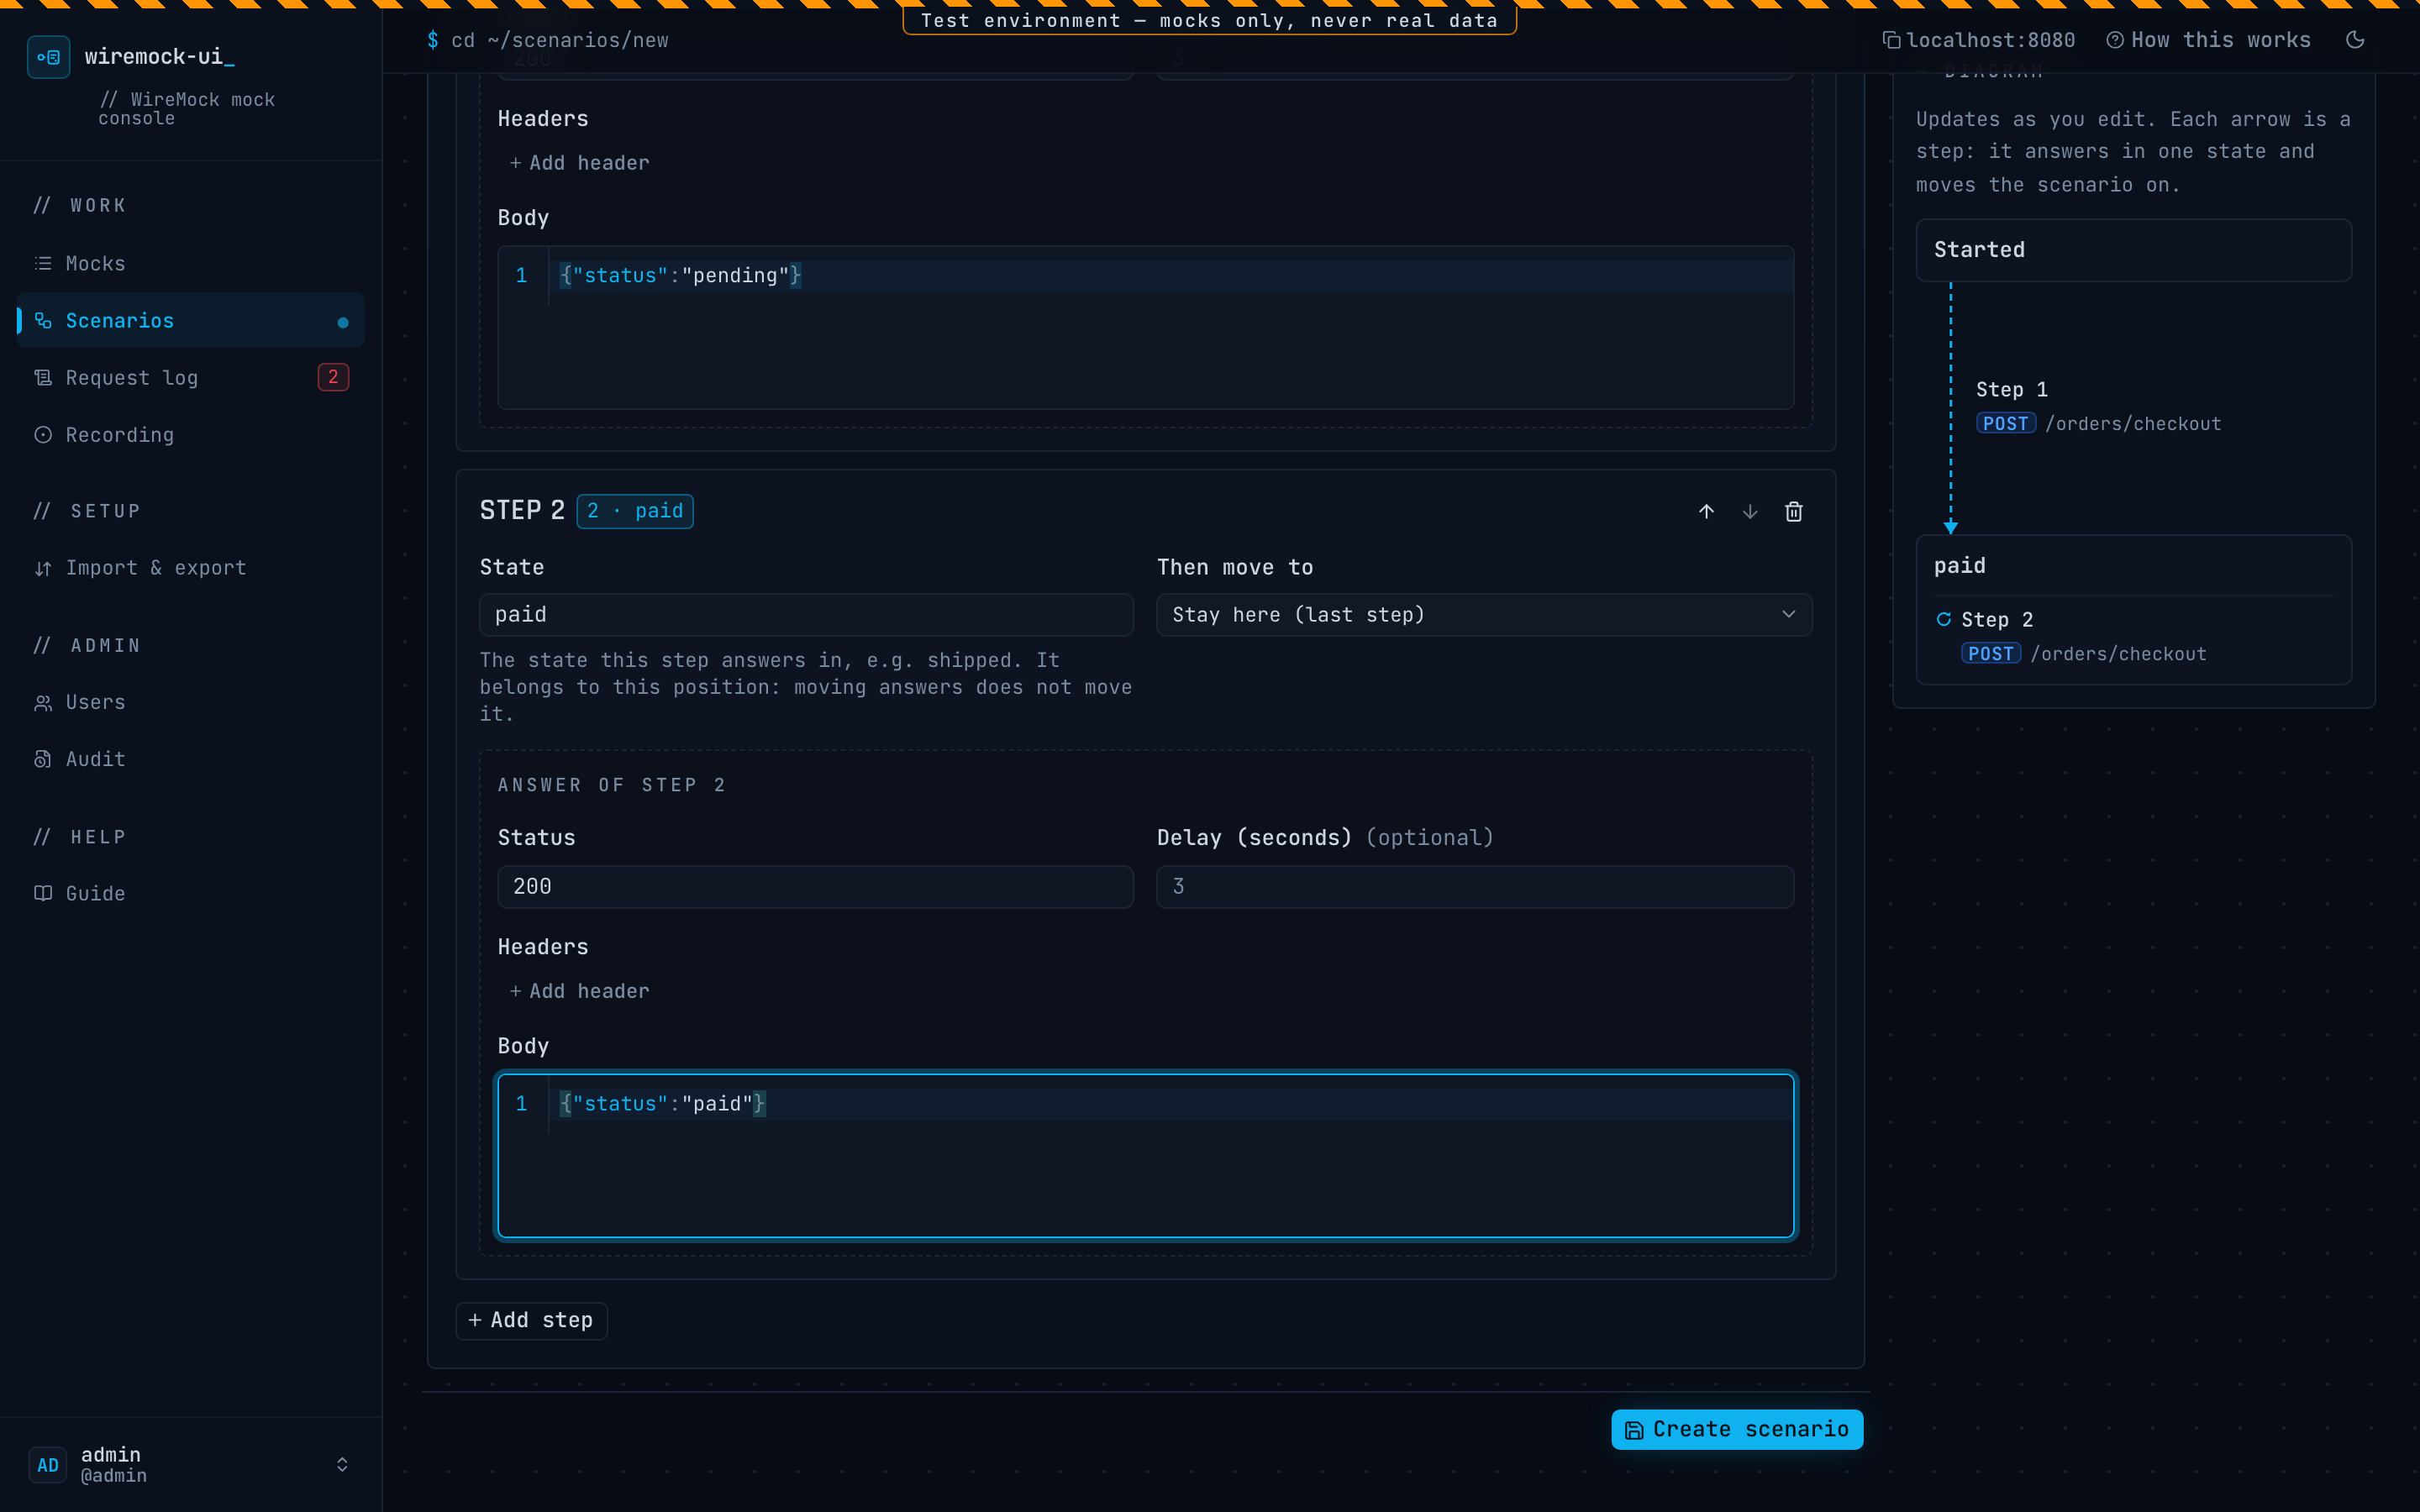 Test environment — mocks only, never real data
wiremock-ui_
// WireMock mock
console
// WORK
Mocks
Scenarios
Request log 2
Recording
// SETUP
Import & export
// ADMIN
Users
Audit
// HELP
Guide
AD
admin
@admin
$ cd ~/scenarios/new
localhost:8080
How this works
200
3
Headers
+ Add header
Body
1 {"status":"pending"}
STEP 2 2 · paid
State
paid
The state this step answers in, e.g. shipped. It
belongs to this position: moving answers does not move
it.
Then move to
Stay here (last step)
ANSWER OF STEP 2
Status
200
Delay (seconds) (optional)
3
Headers
+ Add header
Body
1 {"status":"paid"}
+ Add step
Create scenario
— DIAGRAM
Updates as you edit. Each arrow is a
step: it answers in one state and
moves the scenario on.
Started
Step 1
POST /orders/checkout
paid
Step 2
POST /orders/checkout